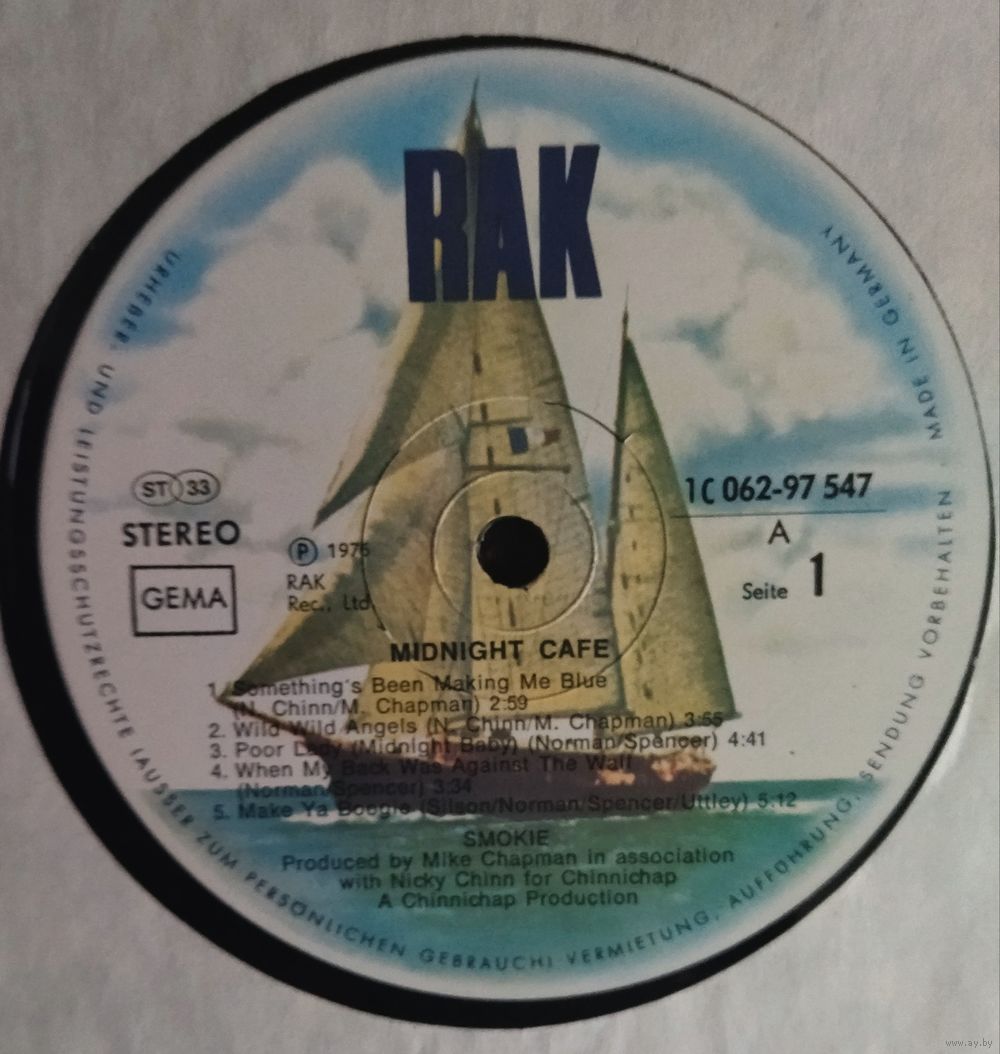 RAK
URHEBER- UND LEISTUNGSSCHUTZRECHTE (AUSSER ZUM PERSÖNLICHEN GEBRAUCH) VERMIETUNG, AUFFÜHRUNG, SENDUNG VORBEHALTEN · MADE IN GERMANY
ST 33
STEREO
GEMA
Ⓟ 1976
RAK
Rec., Ltd.
1C 062-97 547
A
Seite 1
MIDNIGHT CAFE
1. Something's Been Making Me Blue
(N. Chinn/M. Chapman) 2:59
2. Wild Wild Angels (N. Chinn/M. Chapman) 3:55
3. Poor Lady (Midnight Baby) (Norman/Spencer) 4:41
4. When My Back Was Against The Wall
(Norman/Spencer) 3:34
5. Make Ya Boogie (Silson/Norman/Spencer/Uttley) 5:12
SMOKIE
Produced by Mike Chapman in association
with Nicky Chinn for Chinnichap
A Chinnichap Production
www.ay.by